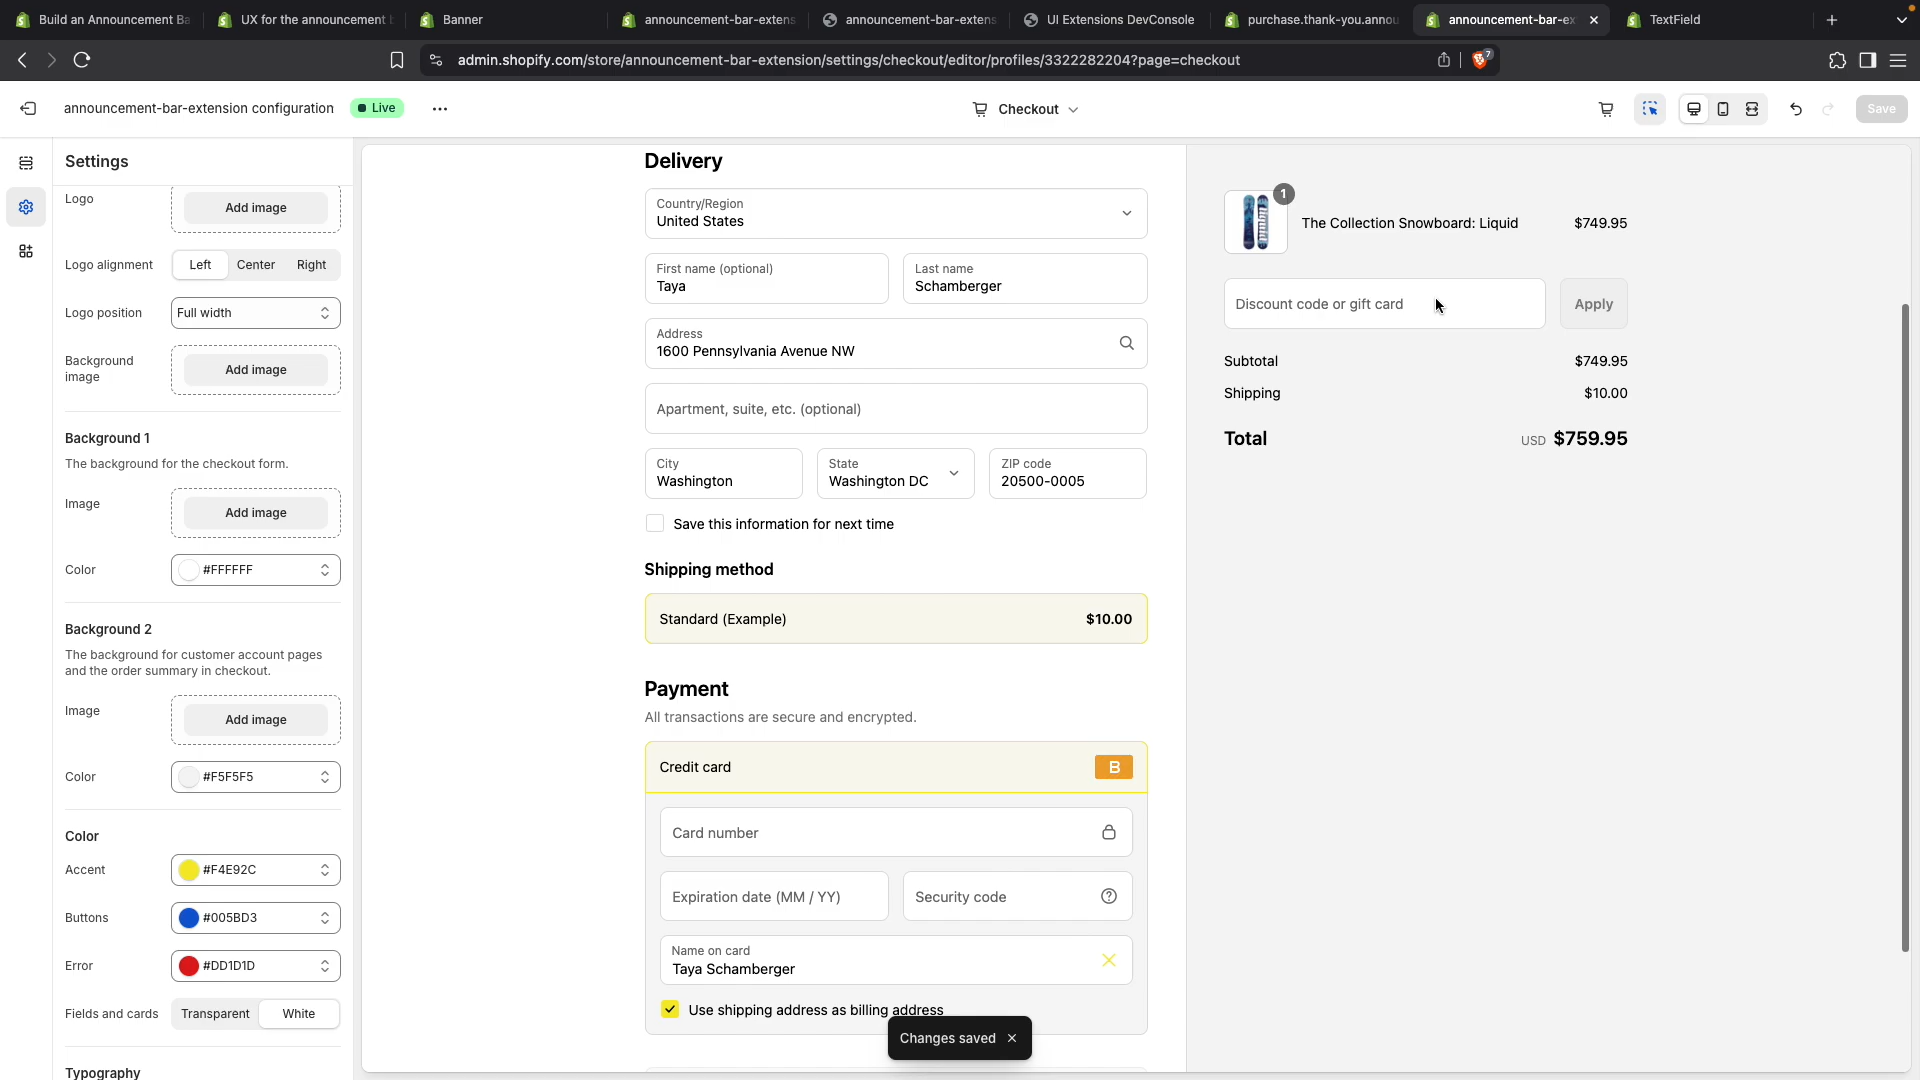 Build an Announcement Ba
UX for the announcement b
Banner
announcement-bar-extens
announcement-bar-extens
UI Extensions DevConsole
purchase.thank-you.annou
announcement-bar-ex
TextField
admin.shopify.com/store/announcement-bar-extension/settings/checkout/editor/profiles/3322282204?page=checkout
7
announcement-bar-extension configuration
Live
Checkout
Save
Settings
Logo
Add image
Logo alignment
Left
Center
Right
Logo position
Full width
Background
image
Add image
Background 1
The background for the checkout form.
Image
Add image
Color
#FFFFFF
Background 2
The background for customer account pages
and the order summary in checkout.
Image
Add image
Color
#F5F5F5
Color
Accent
#F4E92C
Buttons
#005BD3
Error
#DD1D1D
Fields and cards
Transparent
White
Typography
Delivery
Country/Region
United States
First name (optional)
Taya
Last name
Schamberger
Address
1600 Pennsylvania Avenue NW
Apartment, suite, etc. (optional)
City
Washington
State
Washington DC
ZIP code
20500-0005
Save this information for next time
Shipping method
Standard (Example)
$10.00
Payment
All transactions are secure and encrypted.
Credit card
B
Card number
Expiration date (MM / YY)
Security code
Name on card
Taya Schamberger
Use shipping address as billing address
Changes saved
1
The Collection Snowboard: Liquid
$749.95
Discount code or gift card
Apply
Subtotal
$749.95
Shipping
$10.00
Total
USD $759.95